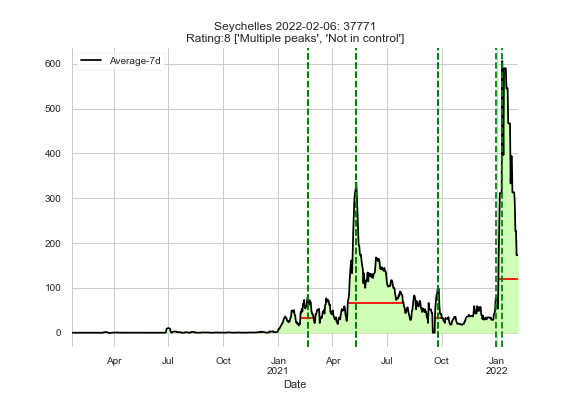 Seychelles 2022-02-06: 37771
Rating:8 ['Multiple peaks', 'Not in control']
Average-7d
600
500
400
300
200
100
0
Apr Jul Oct Jan Apr Jul Oct Jan
2021 2022
Date